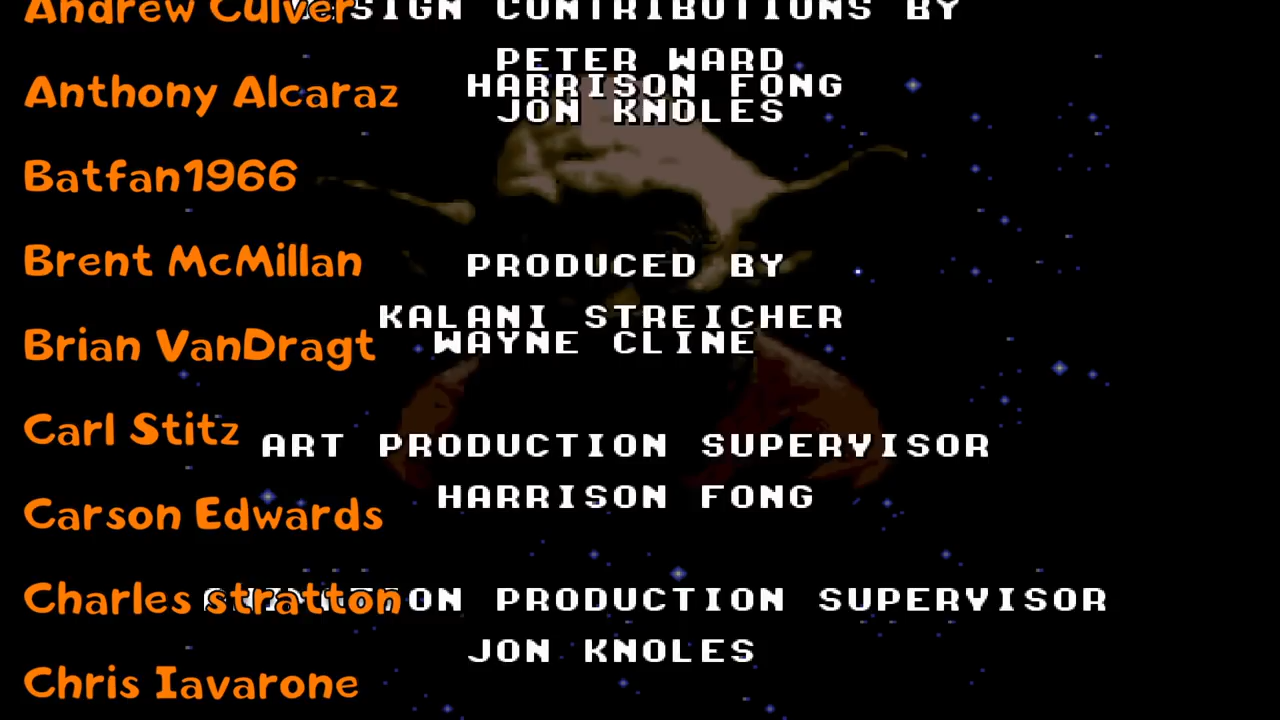 Andrew Culver
Anthony Alcaraz
Batfan1966
Brent McMillan
Brian VanDragt
Carl Stitz
Carson Edwards
Charles stratton
Chris Iavarone
CONTRIBUTIONS BY
PETER WARD
HARRISON FONG
JON KNOLES
PRODUCED BY
KALANI STREICHER
WAYNE CLINE
ART PRODUCTION SUPERVISOR
HARRISON FONG
PRODUCTION SUPERVISOR
JON KNOLES